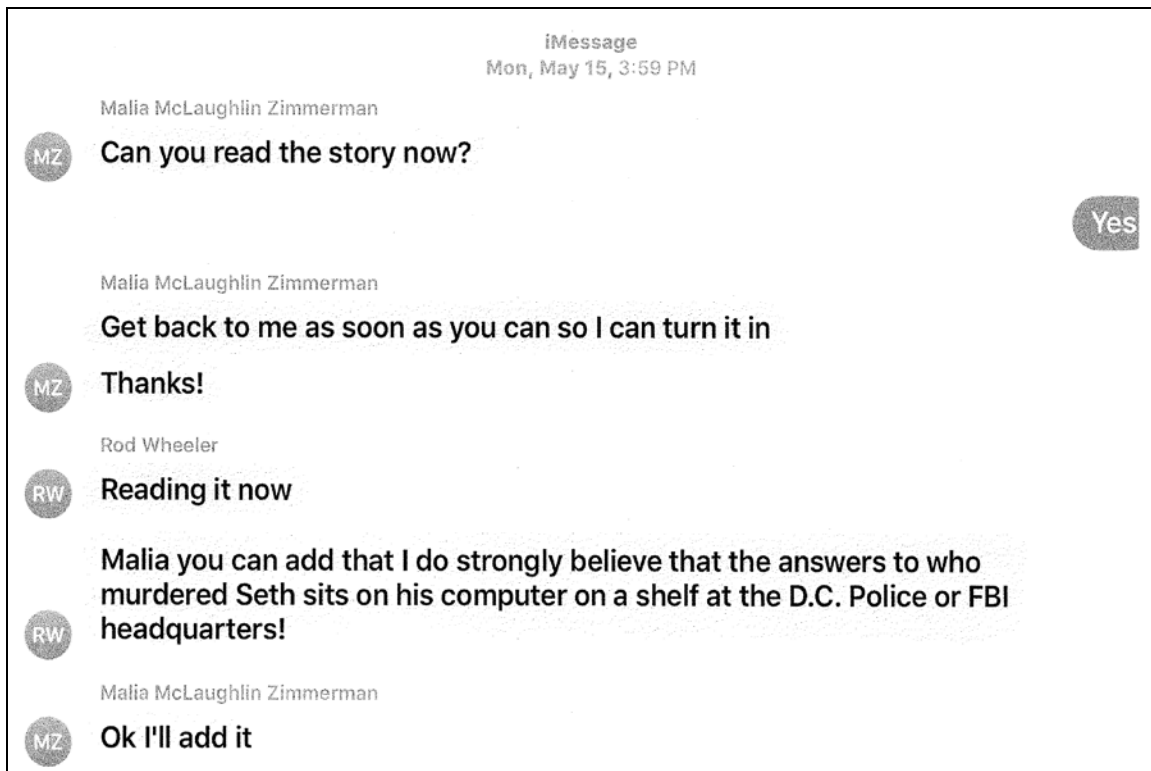 iMessage
Mon, May 15, 3:59 PM
Malia McLaughlin Zimmerman
MZ Can you read the story now?
Yes
Malia McLaughlin Zimmerman
Get back to me as soon as you can so I can turn it in
MZ Thanks!
Rod Wheeler
RW Reading it now
Malia you can add that I do strongly believe that the answers to who
murdered Seth sits on his computer on a shelf at the D.C. Police or FBI
RW headquarters!
Malia McLaughlin Zimmerman
MZ Ok I'll add it